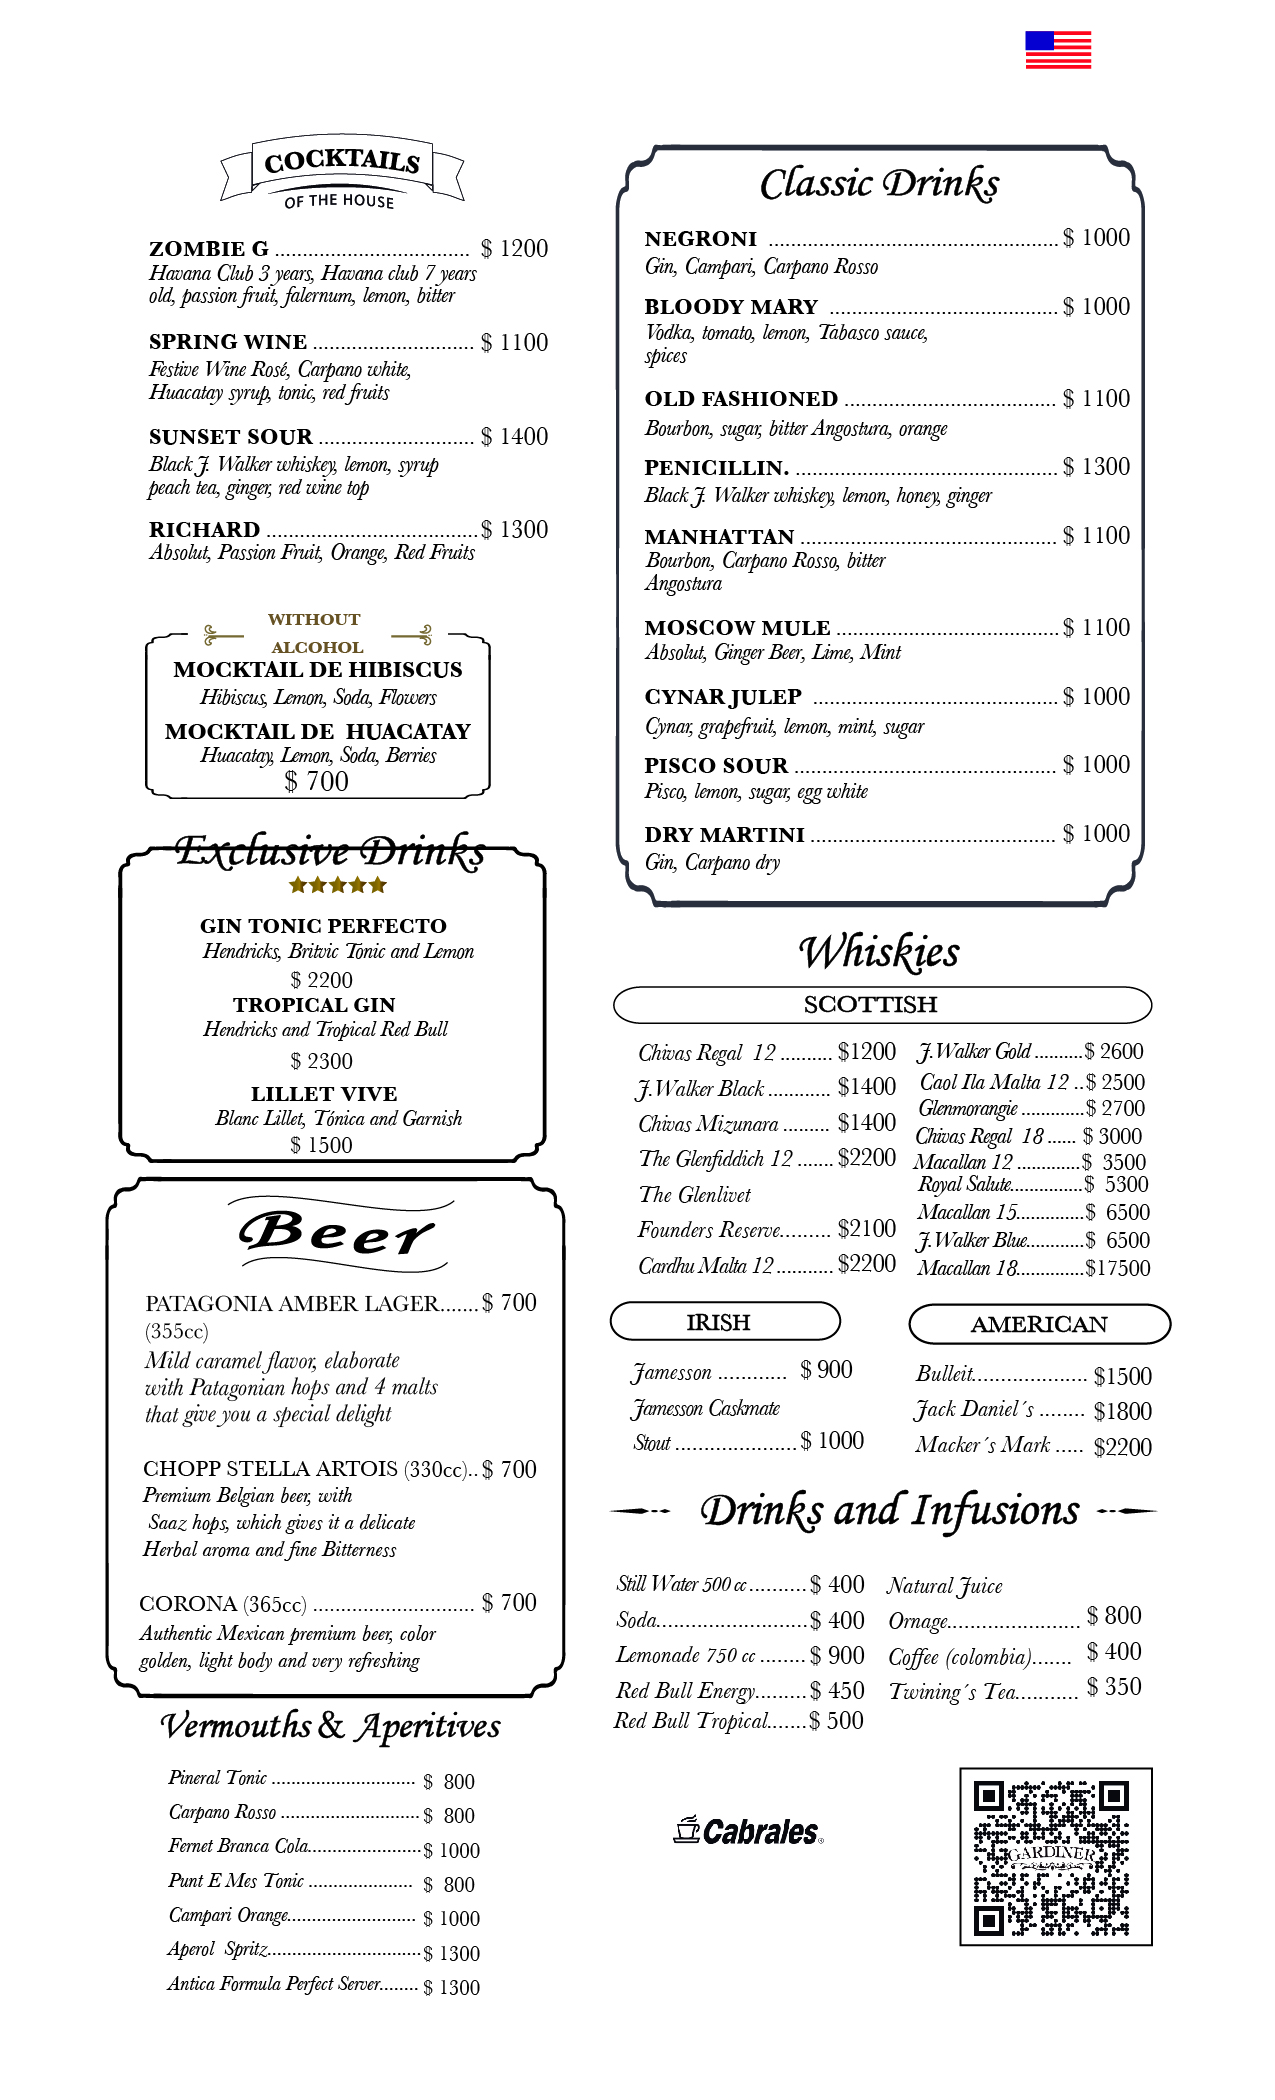 COCKTAILS
OF THE HOUSE
ZOMBIE G ................................... $ 1200
Havana Club 3 years, Havana club 7 years
old, passion fruit, falernum, lemon, bitter
SPRING WINE ............................. $ 1100
Festive Wine Rosé, Carpano white,
Huacatay syrup, tonic, red fruits
SUNSET SOUR ............................ $ 1400
Black J. Walker whiskey, lemon, syrup
peach tea, ginger, red wine top
RICHARD ...................................... $ 1300
Absolut, Passion Fruit, Orange, Red Fruits
WITHOUT
ALCOHOL
MOCKTAIL DE HIBISCUS
Hibiscus, Lemon, Soda, Flowers
MOCKTAIL DE HUACATAY
Huacatay, Lemon, Soda, Berries
$ 700
Exclusive Drinks
GIN TONIC PERFECTO
Hendricks, Britvic Tonic and Lemon
$ 2200
TROPICAL GIN
Hendricks and Tropical Red Bull
$ 2300
LILLET VIVE
Blanc Lillet, Tónica and Garnish
$ 1500
Beer
PATAGONIA AMBER LAGER....... $ 700
(355cc)
Mild caramel flavor, elaborate
with Patagonian hops and 4 malts
that give you a special delight
CHOPP STELLA ARTOIS (330cc).. $ 700
Premium Belgian beer, with
Saaz hops, which gives it a delicate
Herbal aroma and fine Bitterness
CORONA (365cc) ............................. $ 700
Authentic Mexican premium beer, color
golden, light body and very refreshing
Vermouths & Aperitives
Pineral Tonic ............................. $ 800
Carpano Rosso ............................ $ 800
Fernet Branca Cola....................... $ 1000
Punt E Mes Tonic ..................... $ 800
Campari Orange.......................... $ 1000
Aperol Spritz............................... $ 1300
Antica Formula Perfect Server........ $ 1300
Classic Drinks
NEGRONI .................................................... $ 1000
Gin, Campari, Carpano Rosso
BLOODY MARY ......................................... $ 1000
Vodka, tomato, lemon, Tabasco sauce,
spices
OLD FASHIONED ...................................... $ 1100
Bourbon, sugar, bitter Angostura, orange
PENICILLIN. ............................................... $ 1300
Black J. Walker whiskey, lemon, honey, ginger
MANHATTAN .............................................. $ 1100
Bourbon, Carpano Rosso, bitter
Angostura
MOSCOW MULE ........................................ $ 1100
Absolut, Ginger Beer, Lime, Mint
CYNAR JULEP ............................................ $ 1000
Cynar, grapefruit, lemon, mint, sugar
PISCO SOUR ............................................... $ 1000
Pisco, lemon, sugar, egg white
DRY MARTINI ............................................ $ 1000
Gin, Carpano dry
Whiskies
SCOTTISH
Chivas Regal 12 ......... $1200
J.Walker Black ........... $1400
Chivas Mizunara ........ $1400
The Glenfiddich 12 ...... $2200
The Glenlivet
Founders Reserve......... $2100
Cardhu Malta 12 .......... $2200
J.Walker Gold ..........$ 2600
Caol Ila Malta 12 ..$ 2500
Glenmorangie .............$ 2700
Chivas Regal 18 ...... $ 3000
Macallan 12 .............$ 3500
Royal Salute...............$ 5300
Macallan 15..............$ 6500
J.Walker Blue............$ 6500
Macallan 18..............$17500
IRISH
Jamesson ............ $ 900
Jamesson Caskmate
Stout ..................... $ 1000
AMERICAN
Bulleit.................... $1500
Jack Daniel´s ........ $1800
Macker´s Mark ..... $2200
Drinks and Infusions
Still Water 500 cc .......... $ 400
Soda.......................... $ 400
Lemonade 750 cc ........ $ 900
Red Bull Energy......... $ 450
Red Bull Tropical....... $ 500
Natural Juice
Ornage....................... $ 800
Coffee (colombia)....... $ 400
Twining´s Tea........... $ 350
Cabrales
GARDINER